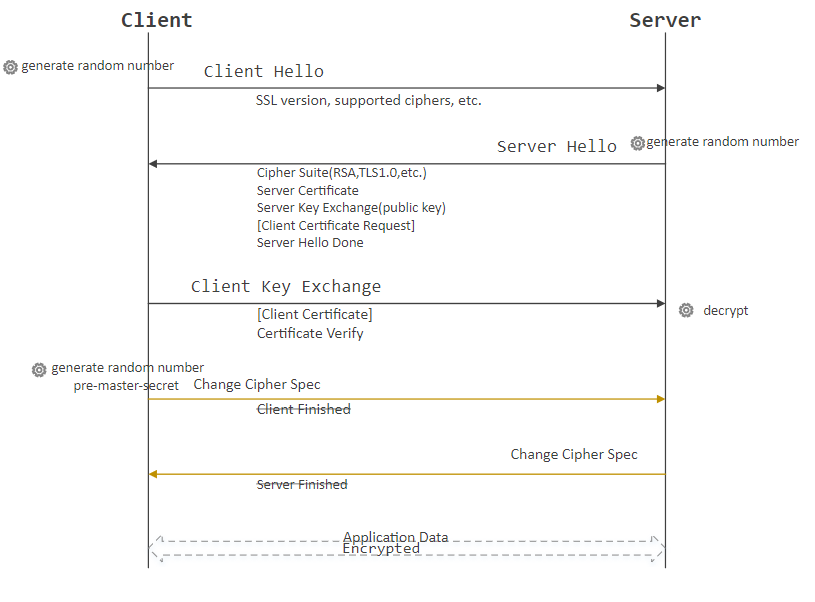 Client
Server
generate random number
Client Hello
SSL version, supported ciphers, etc.
Server Hello
generate random number
Cipher Suite(RSA,TLS1.0,etc.)
Server Certificate
Server Key Exchange(public key)
[Client Certificate Request]
Server Hello Done
Client Key Exchange
[Client Certificate]
Certificate Verify
decrypt
generate random number
pre-master-secret
Change Cipher Spec
Client Finished
Change Cipher Spec
Server Finished
Application Data
Encrypted